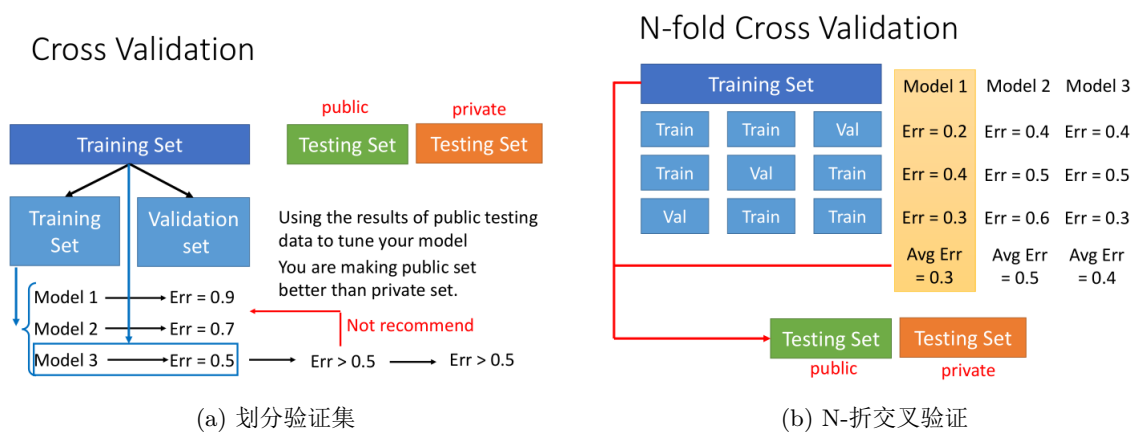 Cross Validation
public
private
Training Set
Testing Set
Testing Set
Training
Set
Validation
set
Using the results of public testing
data to tune your model
You are making public set
better than private set.
Model 1
Err = 0.9
Model 2
Err = 0.7
Not recommend
Model 3
Err = 0.5
Err > 0.5
Err > 0.5
(a) 划分验证集
N-fold Cross Validation
Training Set
Model 1
Model 2
Model 3
Train
Train
Val
Err = 0.2
Err = 0.4
Err = 0.4
Train
Val
Train
Err = 0.4
Err = 0.5
Err = 0.5
Val
Train
Train
Err = 0.3
Err = 0.6
Err = 0.3
Avg Err
= 0.3
Avg Err
= 0.5
Avg Err
= 0.4
Testing Set
Testing Set
public
private
(b) N-折交叉验证